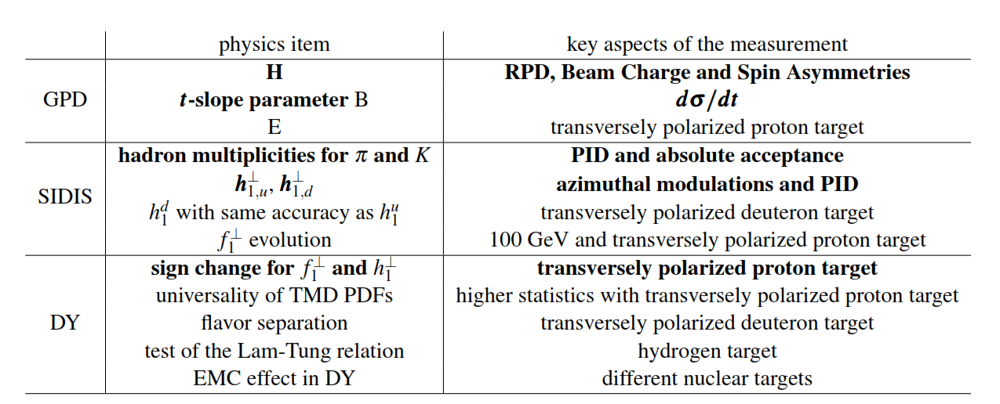 physics item key aspects of the measurement
H RPD, Beam Charge and Spin Asymmetries
GPD t-slope parameter B dσ/dt
E transversely polarized proton target
hadron multiplicities for π and K PID and absolute acceptance
h⊥1,u, h⊥1,d azimuthal modulations and PID
SIDIS
h^d_1 with same accuracy as h^u_1 transversely polarized deuteron target
f⊥1 evolution 100 GeV and transversely polarized proton target
sign change for f⊥1 and h⊥1 transversely polarized proton target
universality of TMD PDFs higher statistics with transversely polarized proton target
DY flavor separation transversely polarized deuteron target
test of the Lam-Tung relation hydrogen target
EMC effect in DY different nuclear targets